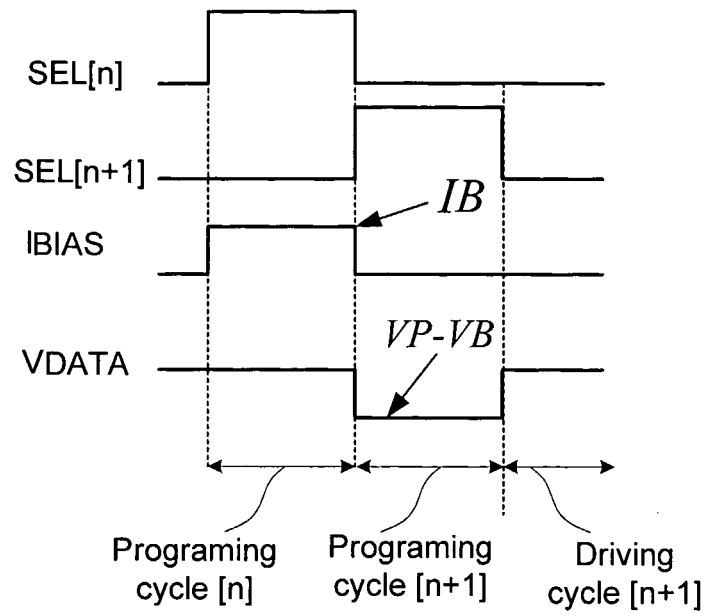 SEL[n]
SEL[n+1]
IB
IBIAS
VP-VB
VDATA
Programing
cycle [n]
Programing
cycle [n+1]
Driving
cycle [n+1]